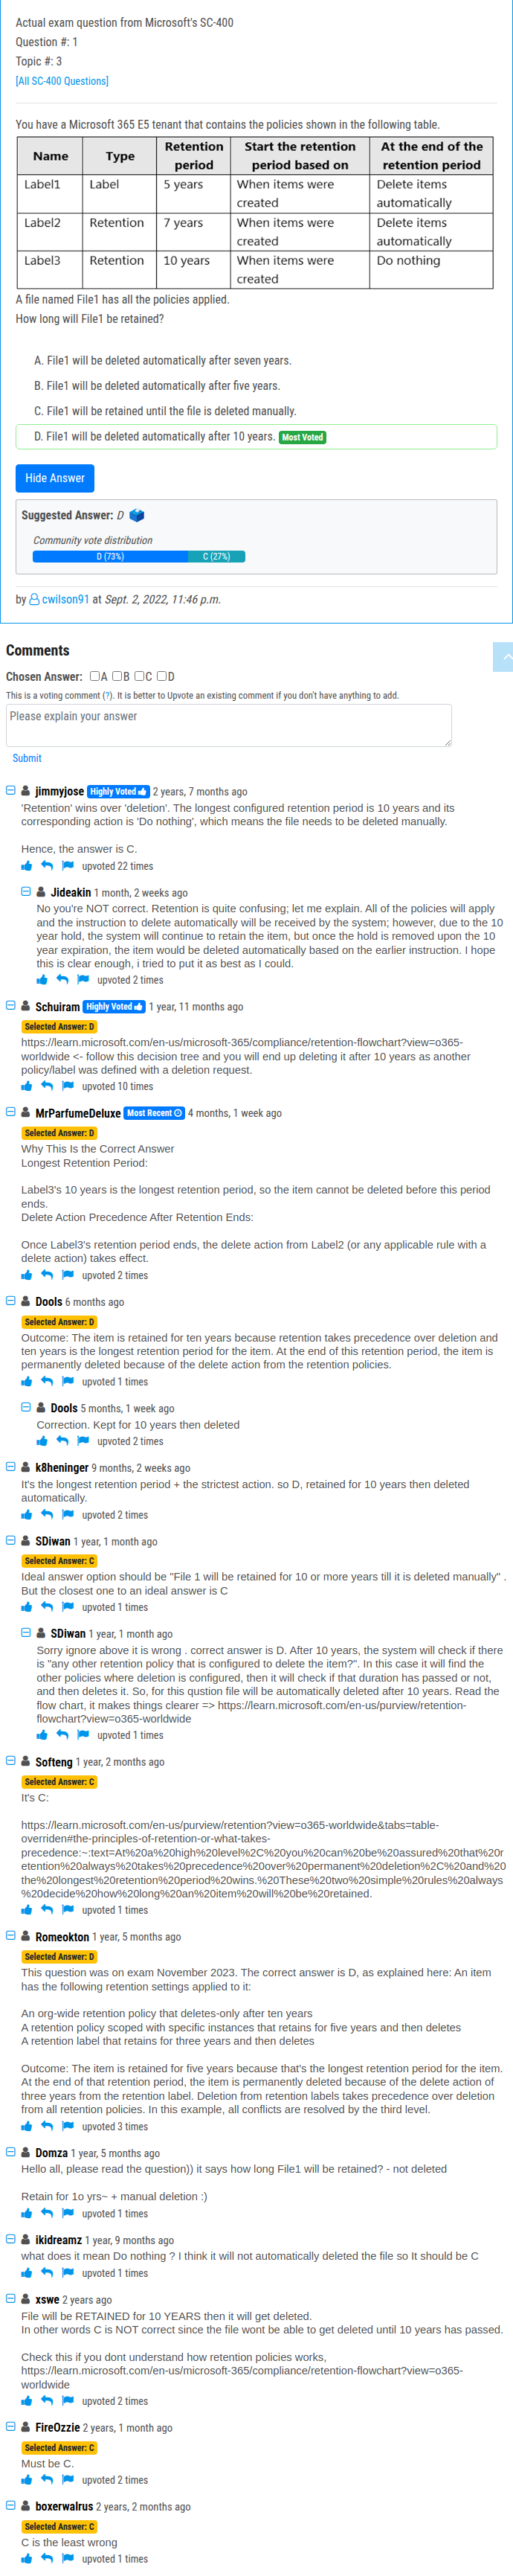 Actual exam question from Microsoft's SC-400
Question #: 1
Topic #: 3
[All SC-400 Questions]
You have a Microsoft 365 E5 tenant that contains the policies shown in the following table.
Name Type Retention period Start the retention period based on At the end of the retention period
Label1 Label 5 years When items were created Delete items automatically
Label2 Retention 7 years When items were created Delete items automatically
Label3 Retention 10 years When items were created Do nothing
A file named File1 has all the policies applied.
How long will File1 be retained?
A. File1 will be deleted automatically after seven years.
B. File1 will be deleted automatically after five years.
C. File1 will be retained until the file is deleted manually.
D. File1 will be deleted automatically after 10 years. Most Voted
Hide Answer
Suggested Answer: D
Community vote distribution
D (73%) C (27%)
by cwilson91 at Sept. 2, 2022, 11:46 p.m.
Comments
Chosen Answer: A B C D
This is a voting comment (?). It is better to Upvote an existing comment if you don't have anything to add.
Please explain your answer
Submit
jimmyjose Highly Voted 2 years, 7 months ago
'Retention' wins over 'deletion'. The longest configured retention period is 10 years and its
corresponding action is 'Do nothing', which means the file needs to be deleted manually.
Hence, the answer is C.
upvoted 22 times
Jideakin 1 month, 2 weeks ago
No you're NOT correct. Retention is quite confusing; let me explain. All of the policies will apply
and the instruction to delete automatically will be received by the system; however, due to the 10
year hold, the system will continue to retain the item, but once the hold is removed upon the 10
year expiration, the item would be deleted automatically based on the earlier instruction. I hope
this is clear enough, i tried to put it as best as I could.
upvoted 2 times
Schuiram Highly Voted 1 year, 11 months ago
Selected Answer: D
https://learn.microsoft.com/en-us/microsoft-365/compliance/retention-flowchart?view=o365-
worldwide <- follow this decision tree and you will end up deleting it after 10 years as another
policy/label was defined with a deletion request.
upvoted 10 times
MrParfumeDeluxe Most Recent 4 months, 1 week ago
Selected Answer: D
Why This Is the Correct Answer
Longest Retention Period:
Label3's 10 years is the longest retention period, so the item cannot be deleted before this period
ends.
Delete Action Precedence After Retention Ends:
Once Label3's retention period ends, the delete action from Label2 (or any applicable rule with a
delete action) takes effect.
upvoted 2 times
Dools 6 months ago
Selected Answer: D
Outcome: The item is retained for ten years because retention takes precedence over deletion and
ten years is the longest retention period for the item. At the end of this retention period, the item is
permanently deleted because of the delete action from the retention policies.
upvoted 1 times
Dools 5 months, 1 week ago
Correction. Kept for 10 years then deleted
upvoted 2 times
k8heninger 9 months, 2 weeks ago
It's the longest retention period + the strictest action. so D, retained for 10 years then deleted
automatically.
upvoted 2 times
SDiwan 1 year, 1 month ago
Selected Answer: C
Ideal answer option should be "File 1 will be retained for 10 or more years till it is deleted manually" .
But the closest one to an ideal answer is C
upvoted 1 times
SDiwan 1 year, 1 month ago
Sorry ignore above it is wrong . correct answer is D. After 10 years, the system will check if there
is "any other retention policy that is configured to delete the item?". In this case it will find the
other policies where deletion is configured, then it will check if that duration has passed or not,
and then deletes it. So, for this qustion file will be automatically deleted after 10 years. Read the
flow chart, it makes things clearer => https://learn.microsoft.com/en-us/purview/retention-
flowchart?view=o365-worldwide
upvoted 1 times
Softeng 1 year, 2 months ago
Selected Answer: C
It's C:
https://learn.microsoft.com/en-us/purview/retention?view=o365-worldwide&tabs=table-
overriden#the-principles-of-retention-or-what-takes-
precedence:~:text=At%20a%20high%20level%2C%20you%20can%20be%20assured%20that%20r
etention%20always%20takes%20precedence%20over%20permanent%20deletion%2C%20and%20
the%20longest%20retention%20period%20wins.%20These%20two%20simple%20rules%20always
%20decide%20how%20long%20an%20item%20will%20be%20retained.
upvoted 1 times
Romeokton 1 year, 5 months ago
Selected Answer: D
This question was on exam November 2023. The correct answer is D, as explained here: An item
has the following retention settings applied to it:
An org-wide retention policy that deletes-only after ten years
A retention policy scoped with specific instances that retains for five years and then deletes
A retention label that retains for three years and then deletes
Outcome: The item is retained for five years because that's the longest retention period for the item.
At the end of that retention period, the item is permanently deleted because of the delete action of
three years from the retention label. Deletion from retention labels takes precedence over deletion
from all retention policies. In this example, all conflicts are resolved by the third level.
upvoted 3 times
Domza 1 year, 5 months ago
Hello all, please read the question)) it says how long File1 will be retained? - not deleted
Retain for 1o yrs~ + manual deletion :)
upvoted 1 times
ikidreamz 1 year, 9 months ago
what does it mean Do nothing ? I think it will not automatically deleted the file so It should be C
upvoted 1 times
xswe 2 years ago
File will be RETAINED for 10 YEARS then it will get deleted.
In other words C is NOT correct since the file wont be able to get deleted until 10 years has passed.
Check this if you dont understand how retention policies works,
https://learn.microsoft.com/en-us/microsoft-365/compliance/retention-flowchart?view=o365-
worldwide
upvoted 2 times
FireOzzie 2 years, 1 month ago
Selected Answer: C
Must be C.
upvoted 2 times
boxerwalrus 2 years, 2 months ago
Selected Answer: C
C is the least wrong
upvoted 1 times